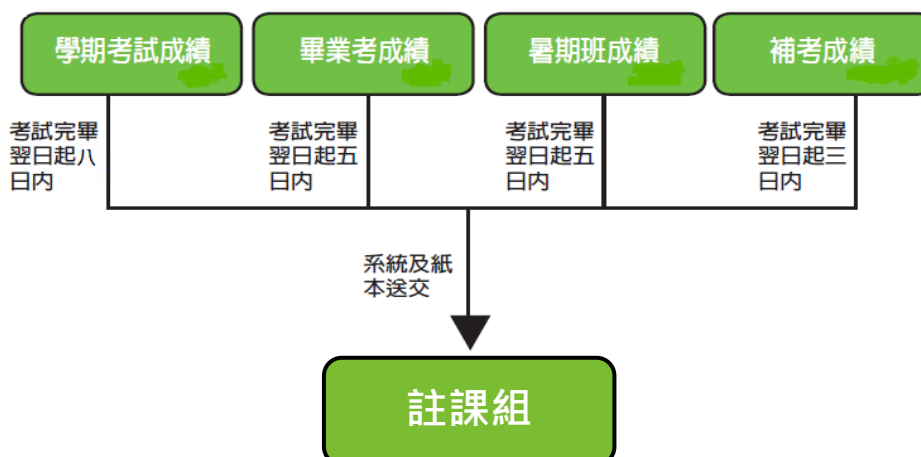 學期考試成績
畢業考成績
暑期班成績
補考成績
考試完畢
翌日起八
日內
考試完畢
翌日起五
日內
考試完畢
翌日起五
日內
考試完畢
翌日起三
日內
系統及紙
本送交
註課組